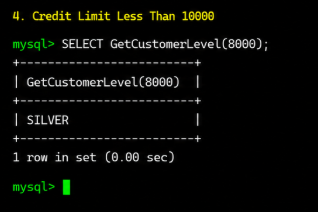 4. Credit Limit Less Than 10000
mysql> SELECT GetCustomerLevel(8000);
+------------------------+
| GetCustomerLevel(8000) |
+------------------------+
| SILVER                 |
+------------------------+
1 row in set (0.00 sec)
mysql>